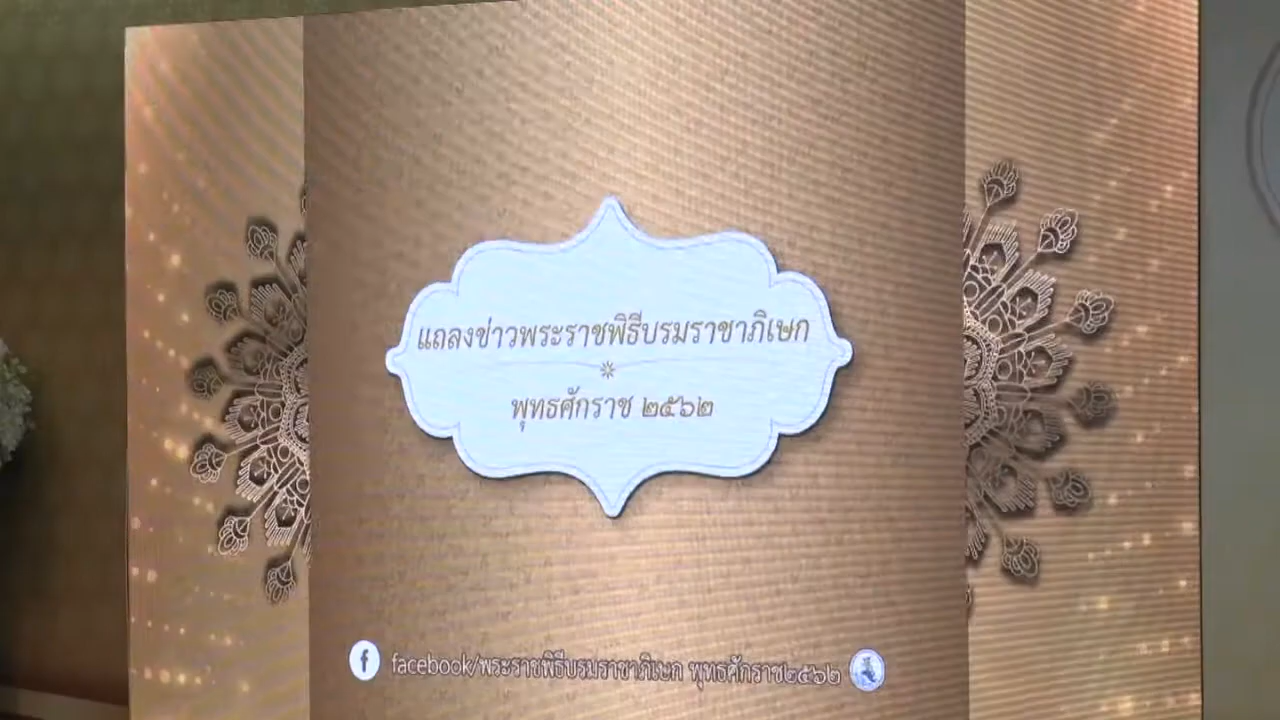 แถลงข่าวพระราชพิธีบรมราชาภิเษก
พุทธศักราช ๒๕๖๒
facebook/พระราชพิธีบรมราชาภิเษก พุทธศักราช๒๕๖๒